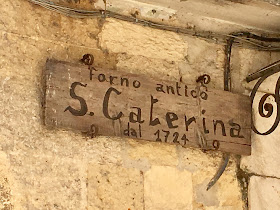 forno antico
S. Caterina
dal 1724